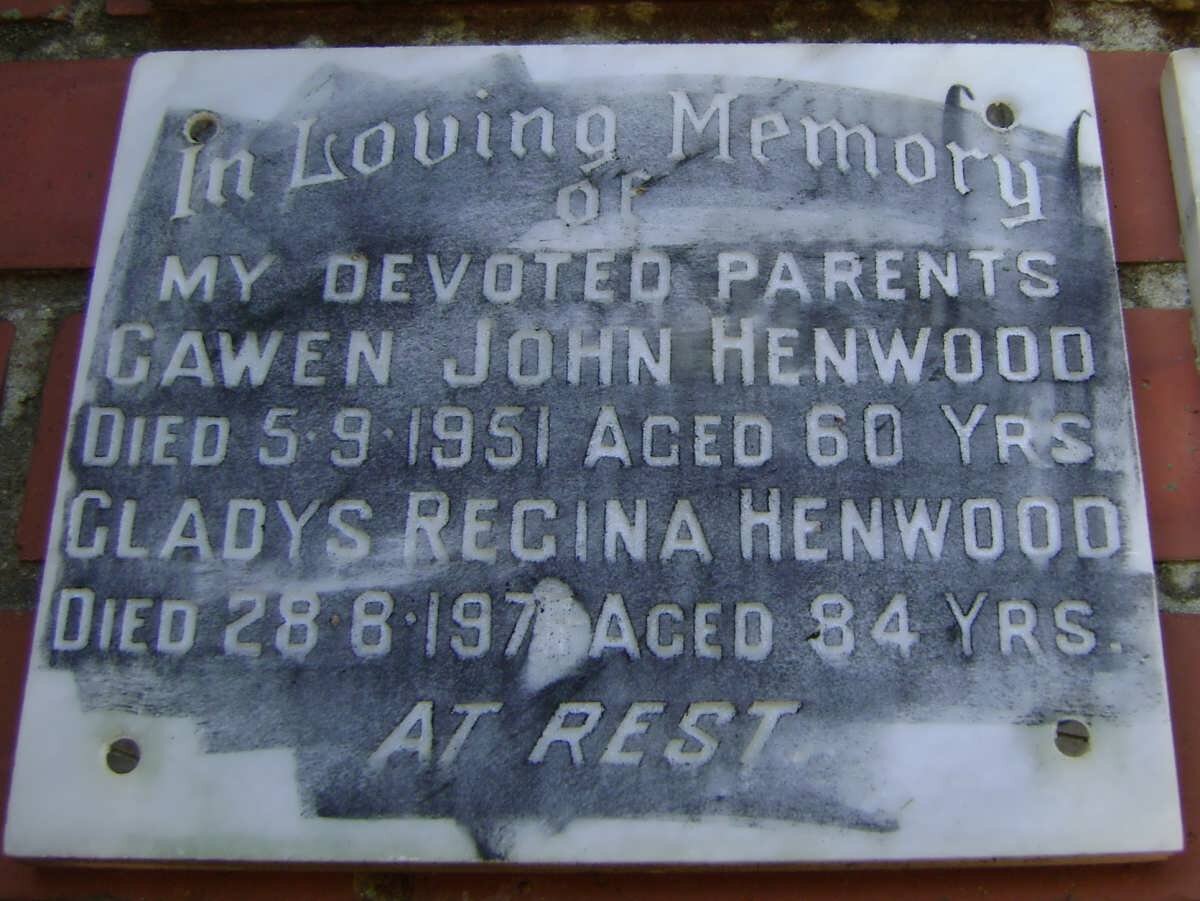 In Loving Memory
of
MY DEVOTED PARENTS
GAWEN JOHN HENWOOD
DIED 5·9·1951 AGED 60 YRS
GLADYS REGINA HENWOOD
DIED 28·8·197 AGED 84 YRS.
AT REST.